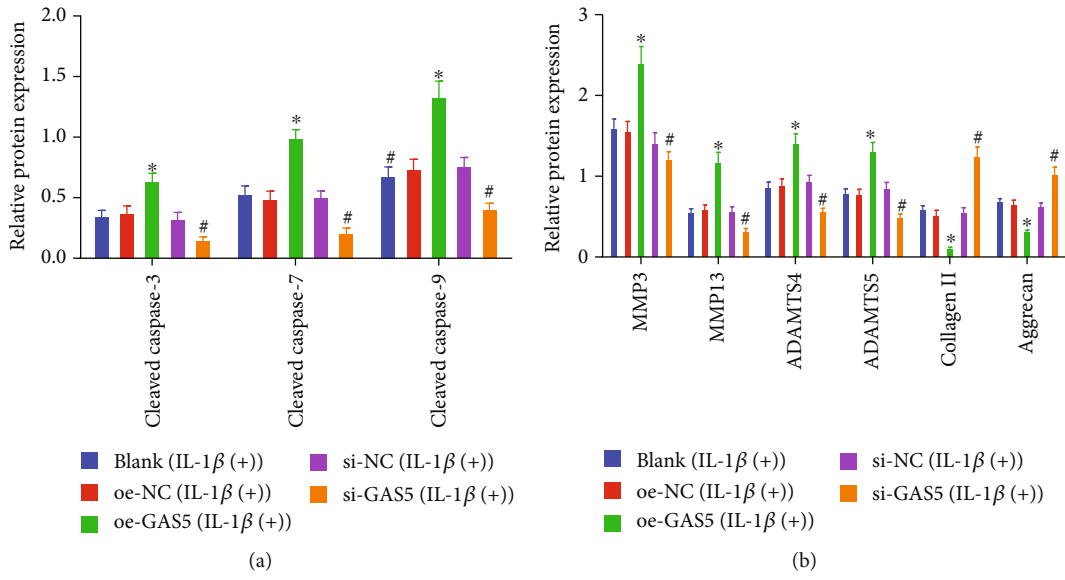 Relative protein expression
2.0
1.5
1.0
0.5
0.0
*
#
*
#
#
*
#
Cleaved caspase-3
Cleaved caspase-7
Cleaved caspase-9
Blank (IL-1β (+))
oe-NC (IL-1β (+))
oe-GAS5 (IL-1β (+))
si-NC (IL-1β (+))
si-GAS5 (IL-1β (+))
(a)
Relative protein expression
3
2
1
0
*
#
*
#
*
#
*
#
*
#
*
#
MMP3
MMP13
ADAMTS4
ADAMTS5
Collagen II
Aggrecan
Blank (IL-1β (+))
oe-NC (IL-1β (+))
oe-GAS5 (IL-1β (+))
si-NC (IL-1β (+))
si-GAS5 (IL-1β (+))
(b)